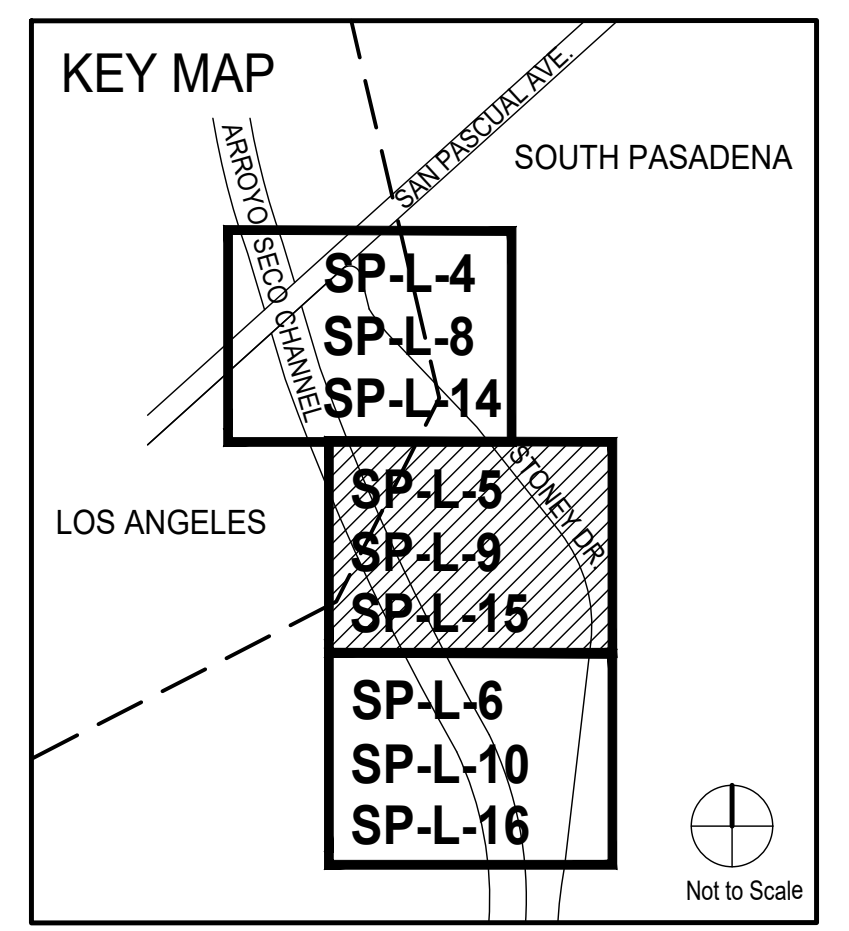 KEY MAP
SAN PASCUAL AVE.
SOUTH PASADENA
ARROYO SECO CHANNEL
SP-L-4
SP-L-8
SP-L-14
STONEY DR.
LOS ANGELES
SP-L-5
SP-L-9
SP-L-15
SP-L-6
SP-L-10
SP-L-16
Not to Scale